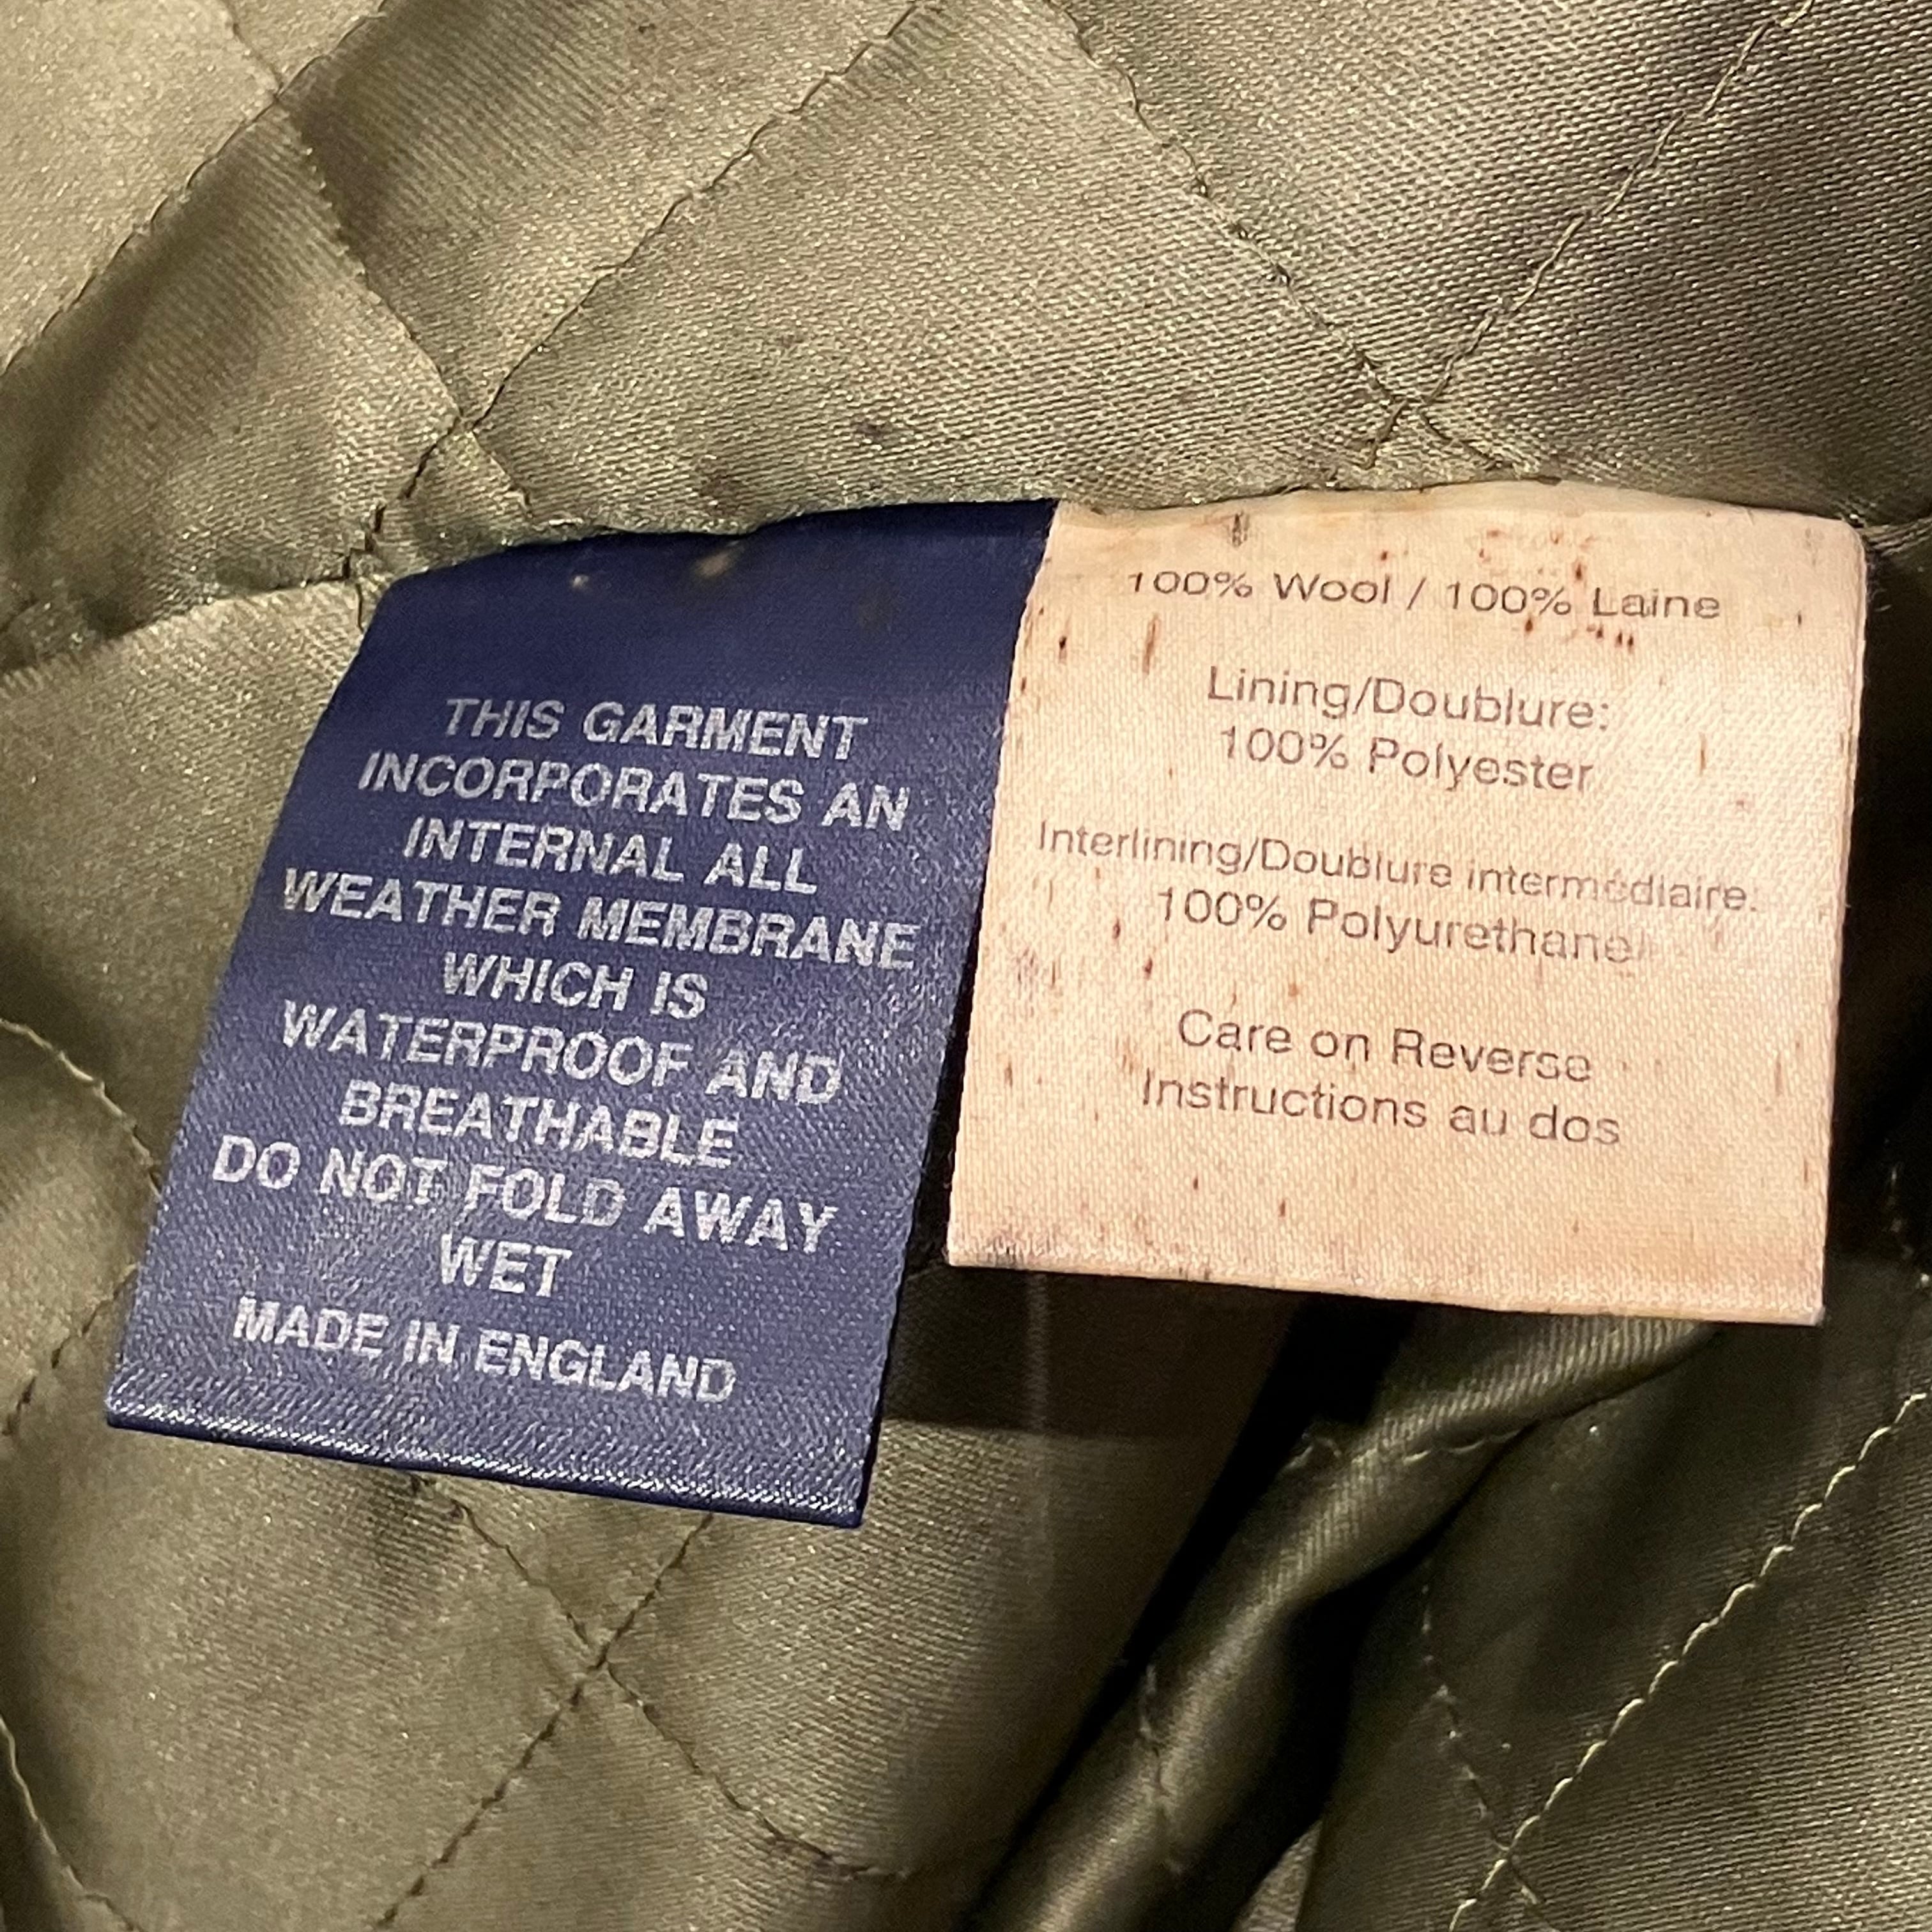 THIS GARMENT
INCORPORATES AN
INTERNAL ALL
WEATHER MEMBRANE
WHICH IS
WATERPROOF AND
BREATHABLE
DO NOT FOLD AWAY
WET
MADE IN ENGLAND
100% Wool / 100% Laine
Lining/Doublure:
100% Polyester
Interlining/Doublure intermédiaire:
100% Polyurethane
Care on Reverse
Instructions au dos